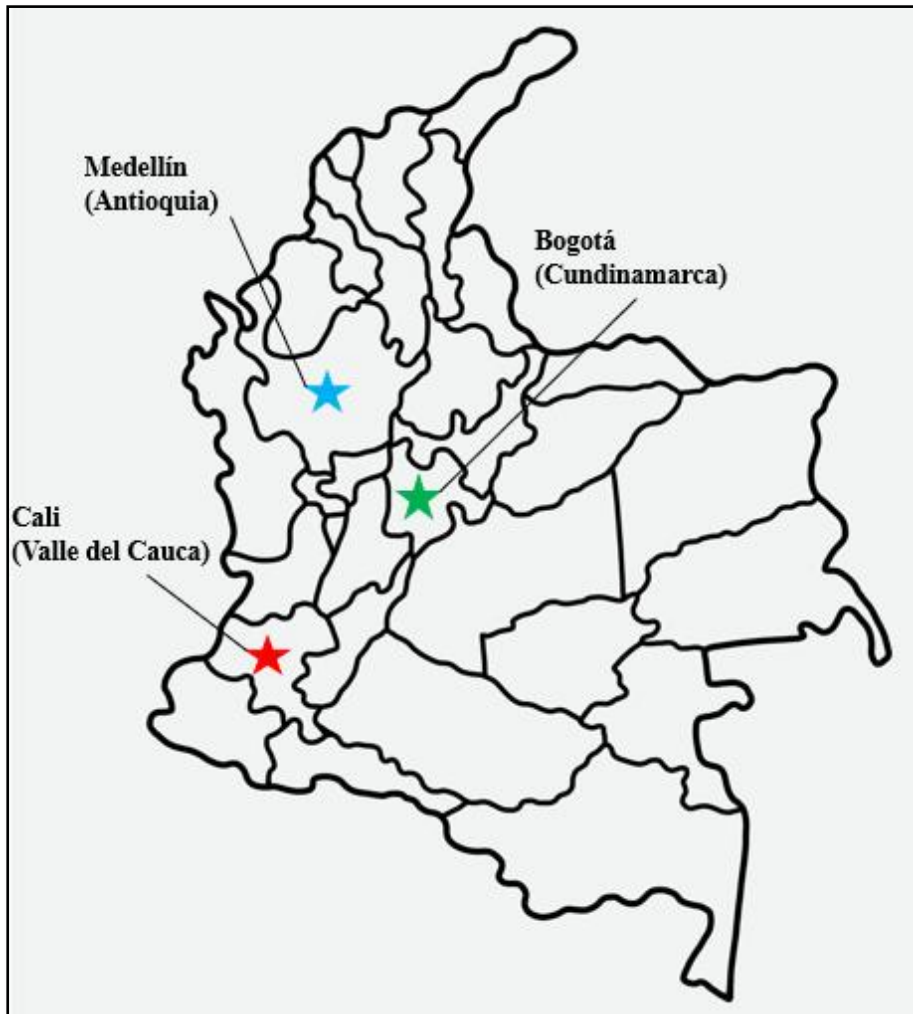 Medellín
(Antioquia)
Bogotá
(Cundinamarca)
Cali
(Valle del Cauca)